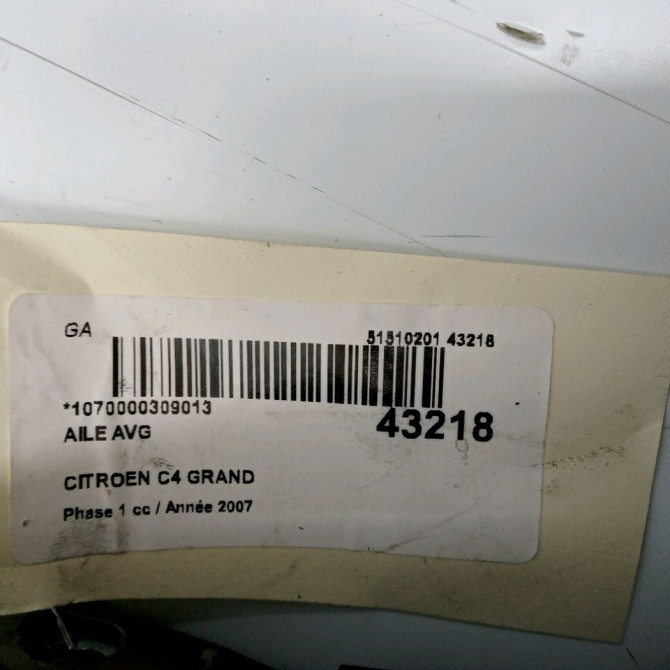 GA 51510201 43218
*1070000309013
43218
AILE AVG
CITROEN C4 GRAND
Phase 1 cc / Année 2007